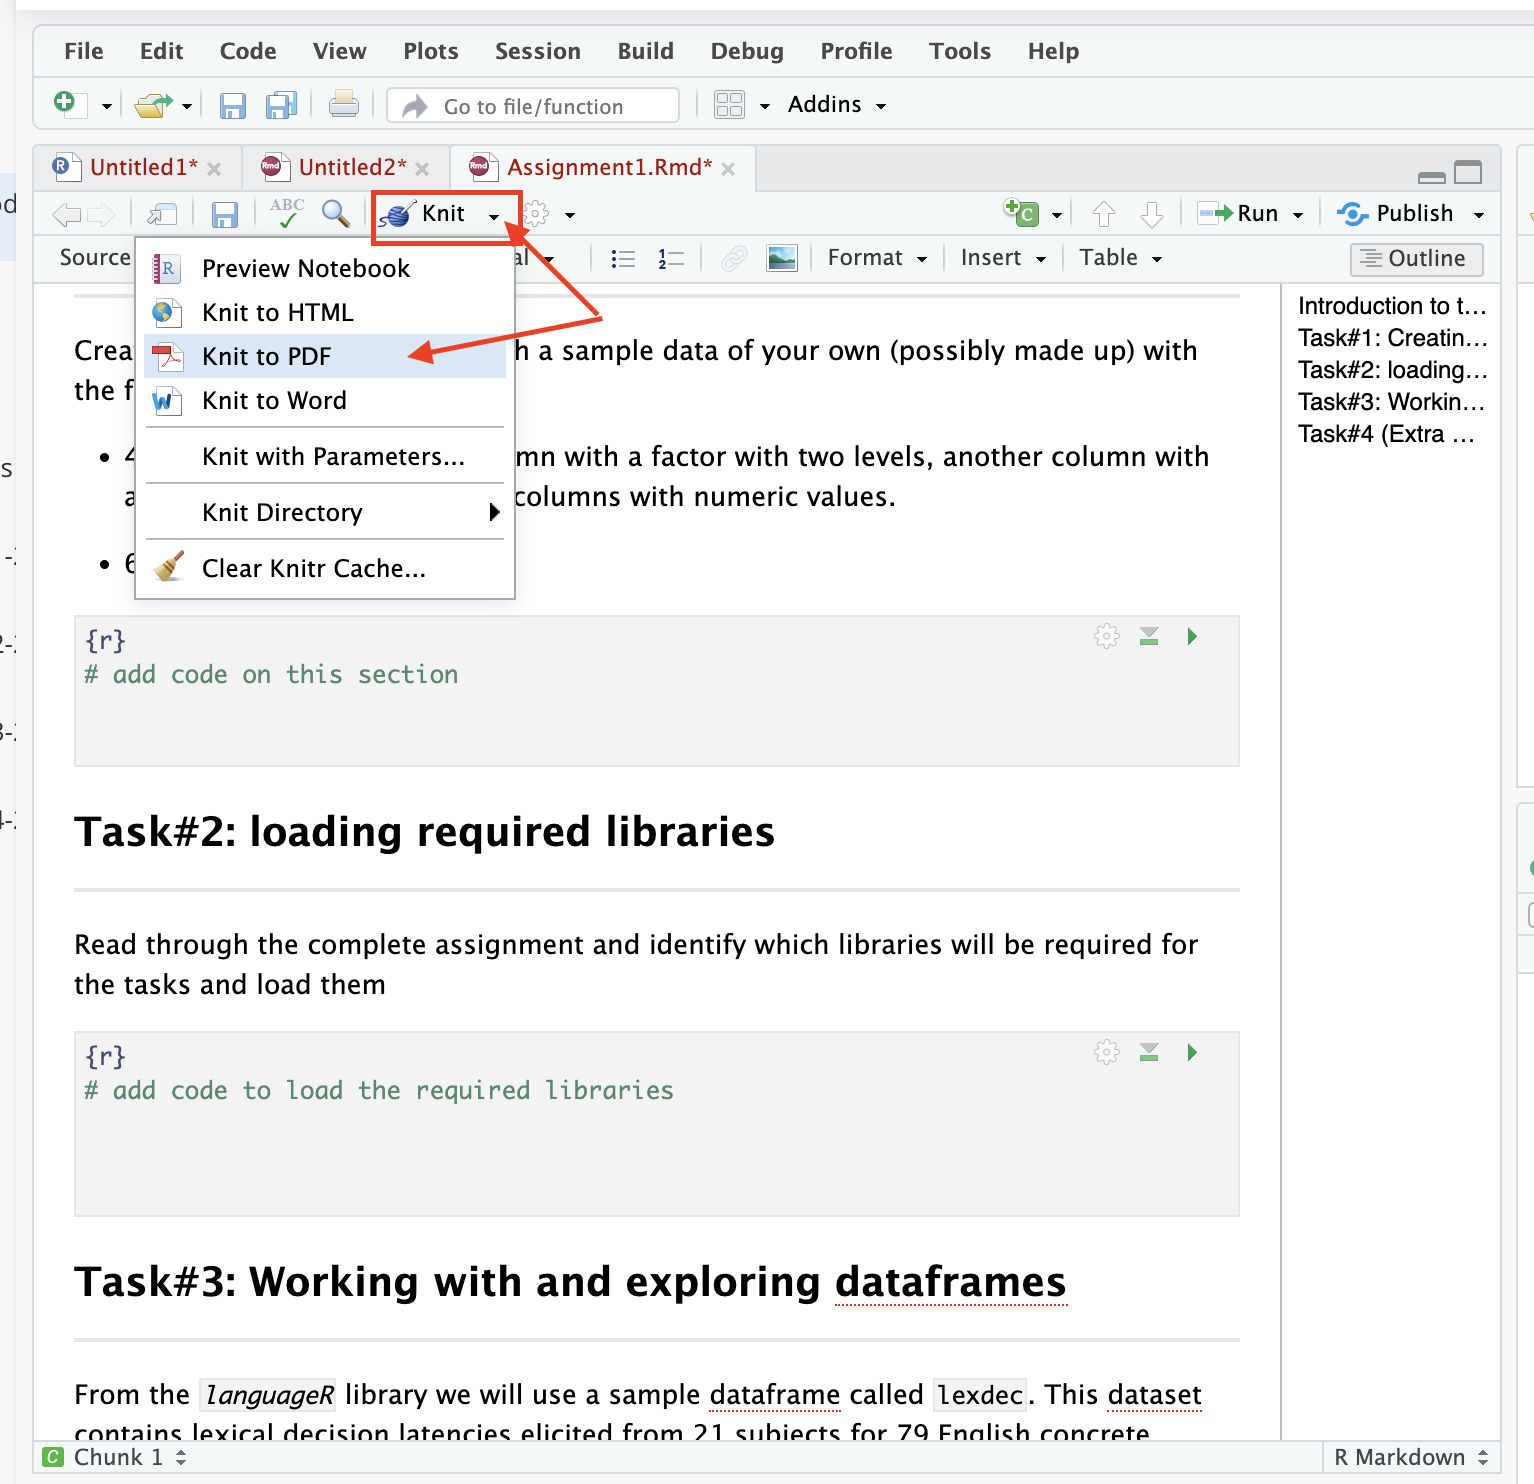 File Edit Code View Plots Session Build Debug Profile Tools Help
Go to file/function Addins
Untitled1* Untitled2* Assignment1.Rmd*
ABC Knit C Run Publish
Source Format Insert Table Outline
Preview Notebook
Knit to HTML
Knit to PDF
Knit to Word
Knit with Parameters...
Knit Directory
Clear Knitr Cache...
Introduction to t...
Task#1: Creatin...
Task#2: loading...
Task#3: Workin...
Task#4 (Extra ...
a sample data of your own (possibly made up) with
the
with a factor with two levels, another column with
columns with numeric values.
{r}
# add code on this section
Task#2: loading required libraries
Read through the complete assignment and identify which libraries will be required for
the tasks and load them
{r}
# add code to load the required libraries
Task#3: Working with and exploring dataframes
From the languageR library we will use a sample dataframe called lexdec. This dataset
contains lexical decision latencies elicited from 21 subjects for 79 English concrete
C Chunk 1 R Markdown